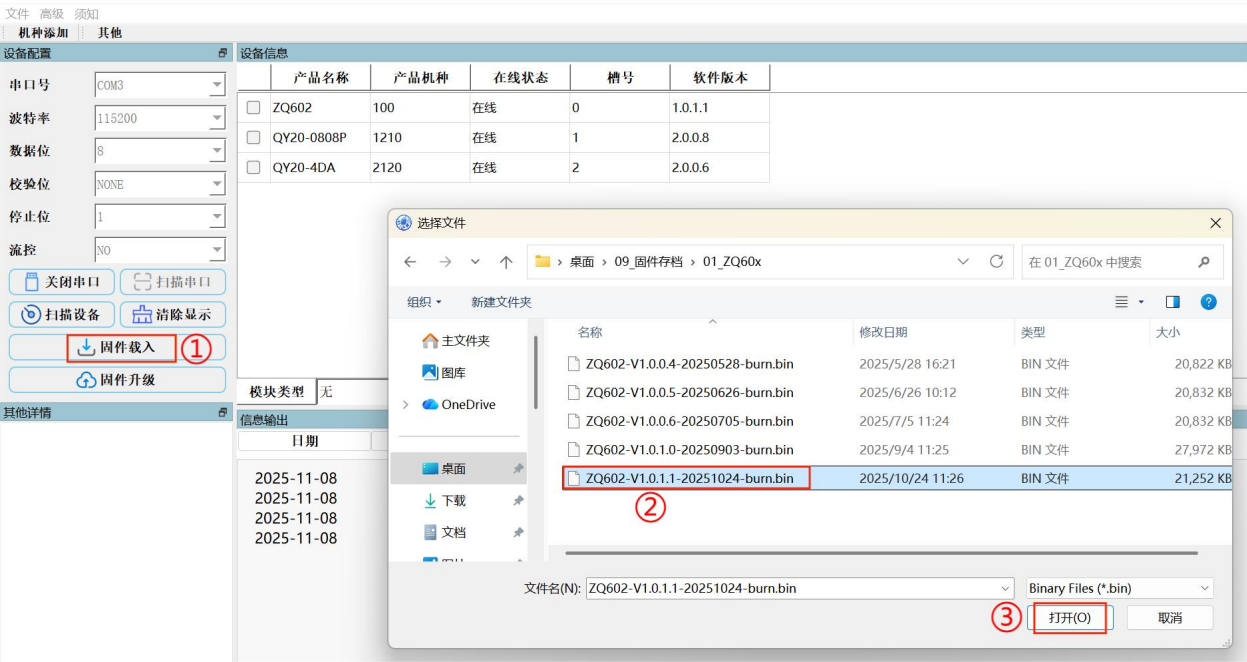 文件 高级 须知
机种添加 其他
设备配置
串口号 COM3
波特率 115200
数据位 8
校验位 NONE
停止位 1
流控 NO
关闭串口 扫描串口
扫描设备 清除显示
固件载入 ①
固件升级
其他详情
设备信息
产品名称 产品机种 在线状态 槽号 软件版本
ZQ602 100 在线 0 1.0.1.1
QY20-0808P 1210 在线 1 2.0.0.8
QY20-4DA 2120 在线 2 2.0.0.6
模块类型 无
信息输出
日期
2025-11-08
2025-11-08
2025-11-08
2025-11-08
选择文件
桌面 › 09_固件存档 › 01_ZQ60x
在 01_ZQ60x 中搜索
组织 新建文件夹
主文件夹
图库
OneDrive
桌面
下载
文档
名称 修改日期 类型 大小
ZQ602-V1.0.0.4-20250528-burn.bin 2025/5/28 16:21 BIN 文件 20,822 KB
ZQ602-V1.0.0.5-20250626-burn.bin 2025/6/26 10:12 BIN 文件 20,832 KB
ZQ602-V1.0.0.6-20250705-burn.bin 2025/7/5 11:24 BIN 文件 20,832 KB
ZQ602-V1.0.1.0-20250903-burn.bin 2025/9/4 11:25 BIN 文件 27,972 KB
ZQ602-V1.0.1.1-20251024-burn.bin 2025/10/24 11:26 BIN 文件 21,252 KB
②
文件名(N): ZQ602-V1.0.1.1-20251024-burn.bin Binary Files (*.bin)
③ 打开(O) 取消